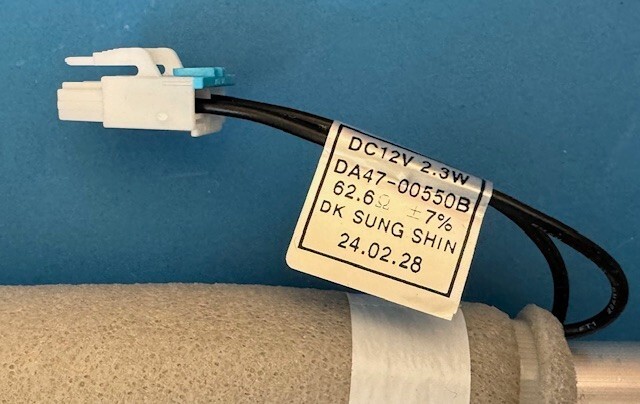 DC12V 2.3W
DA47-00550B
62.6Ω ±7%
DK SUNG SHIN
24.02.28